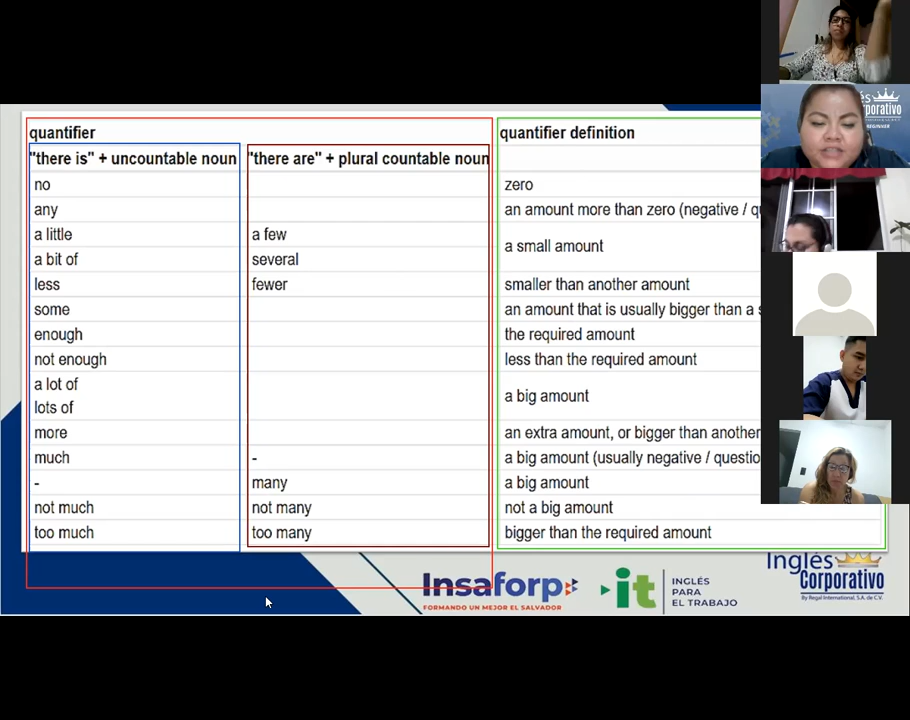 quantifier quantifier definition
"there is" + uncountable noun "there are" + plural countable noun
no zero
any an amount more than zero (negative /
a little a few a small amount
a bit of several
less fewer smaller than another amount
some an amount that is usually bigger than a
enough the required amount
not enough less than the required amount
a lot of a big amount
lots of
more an extra amount, or bigger than another
much - a big amount (usually negative /
- many a big amount
not much not many not a big amount
too much too many bigger than the required amount
Insaforp
FORMANDO UN MEJOR EL SALVADOR
it
INGLÉS
PARA
EL TRABAJO
Inglés
Corporativo
By Regal International, S.A. de C.V.